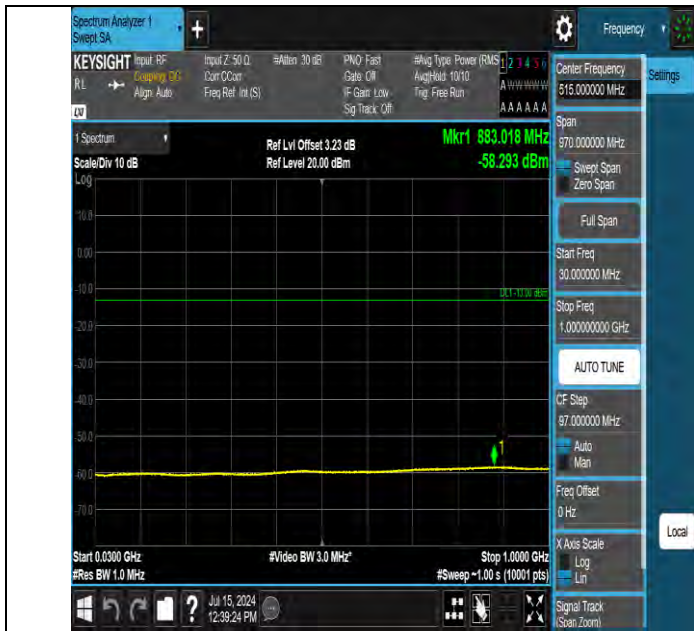 Spectrum Analyzer 1
Swept SA
Frequency
KEYSIGHT
RL
Input: RF
Coupling: DC
Align: Auto
Input Z: 50 Ω
Corr CCorr
Freq Ref: Int (S)
#Atten: 30 dB
PNO: Fast
Gate: Off
IF Gain: Low
Sig Track: Off
#Avg Type: Power (RMS
Avg|Hold: 10/10
Trig: Free Run
1 2 3 4 5 6
A W W W W W
A A A A A A
LXI
1 Spectrum
Scale/Div 10 dB
Ref Lvl Offset 3.23 dB
Ref Level 20.00 dBm
Mkr1 883.018 MHz
-58.293 dBm
Log
10.0
0.00
-10.0
DL1 -13.00 dBm
-20.0
-30.0
-40.0
-50.0
1
-60.0
-70.0
Start 0.0300 GHz
#Res BW 1.0 MHz
#Video BW 3.0 MHz*
Stop 1.0000 GHz
#Sweep ~1.00 s (10001 pts)
Center Frequency
515.000000 MHz
Settings
Span
970.000000 MHz
Swept Span
Zero Span
Full Span
Start Freq
30.000000 MHz
Stop Freq
1.000000000 GHz
AUTO TUNE
CF Step
97.000000 MHz
Auto
Man
Freq Offset
0 Hz
X Axis Scale
Log
Lin
Signal Track
(Span Zoom)
Local
?
Jul 15, 2024
12:39:24 PM